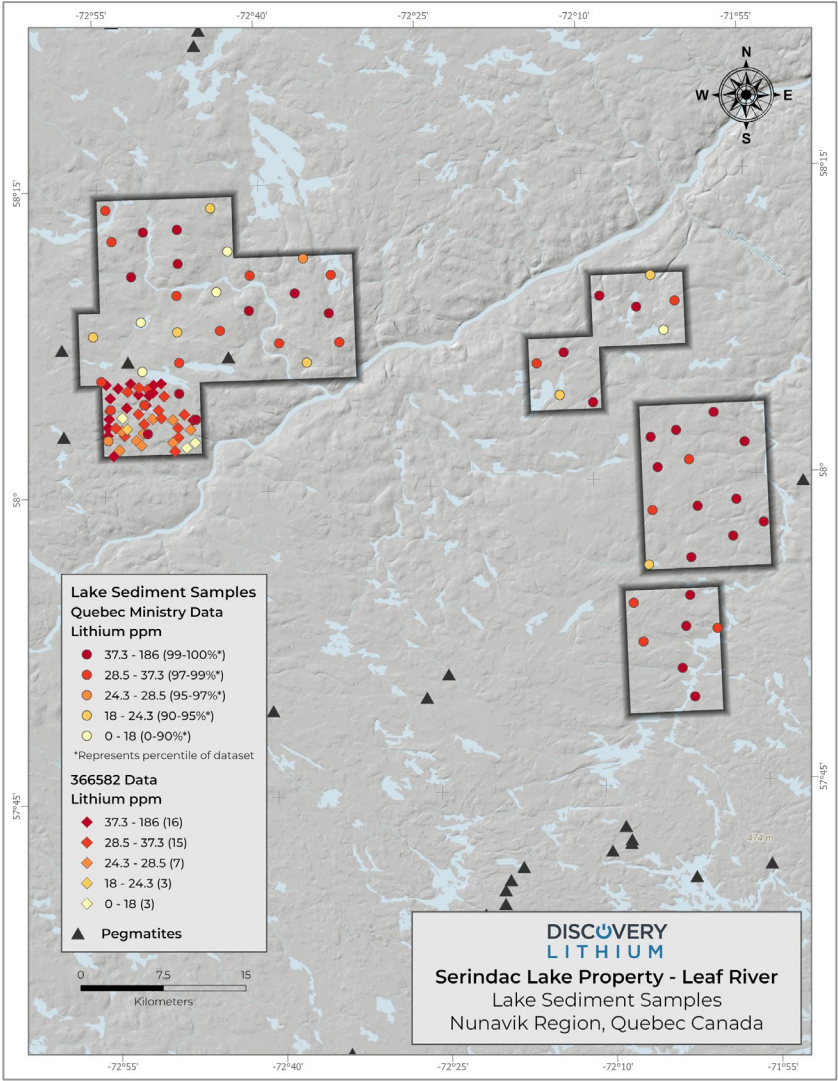 -72°55' -72°40' -72°25' -72°10' -71°55'
N
W E
S
58°15'
58°15'
58°
58°
57°45'
57°45'
474 m
Lake Sediment Samples
Quebec Ministry Data
Lithium ppm
37.3 - 186 (99-100%*)
28.5 - 37.3 (97-99%*)
24.3 - 28.5 (95-97%*)
18 - 24.3 (90-95%*)
0 - 18 (0-90%*)
*Represents percentile of dataset
366582 Data
Lithium ppm
37.3 - 186 (16)
28.5 - 37.3 (15)
24.3 - 28.5 (7)
18 - 24.3 (3)
0 - 18 (3)
Pegmatites
0 7.5 15
Kilometers
DISCOVERY
LITHIUM
Serindac Lake Property - Leaf River
Lake Sediment Samples
Nunavik Region, Quebec Canada
-72°55' -72°40' -72°25' -72°10' -71°55'